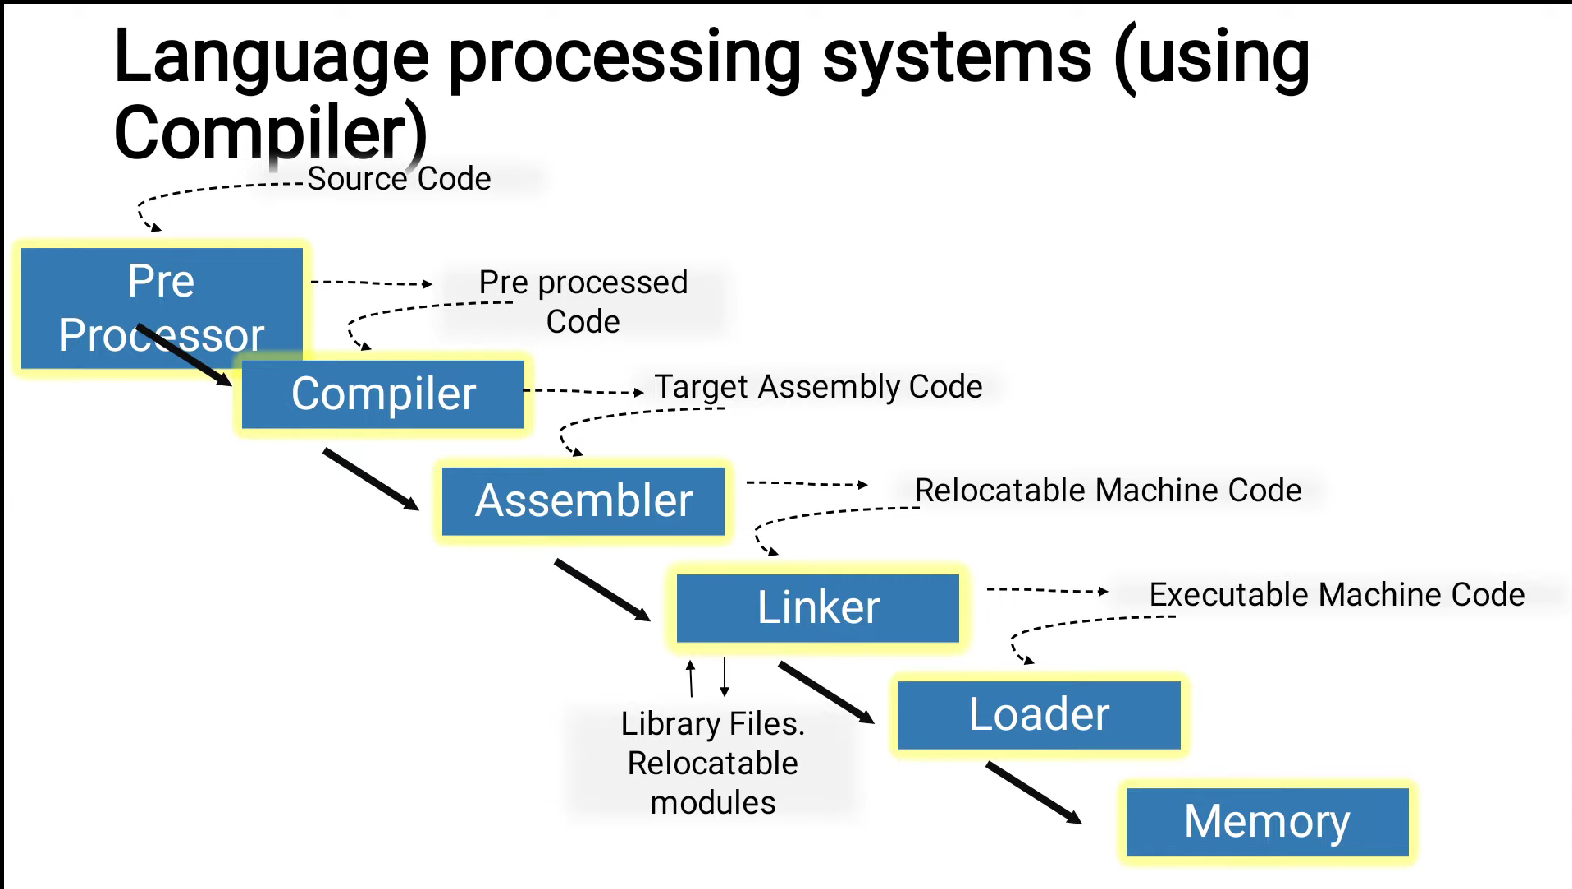 Language processing systems (using
Compiler)
Source Code
Pre
Processor
Pre processed
Code
Compiler
Target Assembly Code
Assembler
Relocatable Machine Code
Linker
Executable Machine Code
Library Files.
Relocatable
modules
Loader
Memory